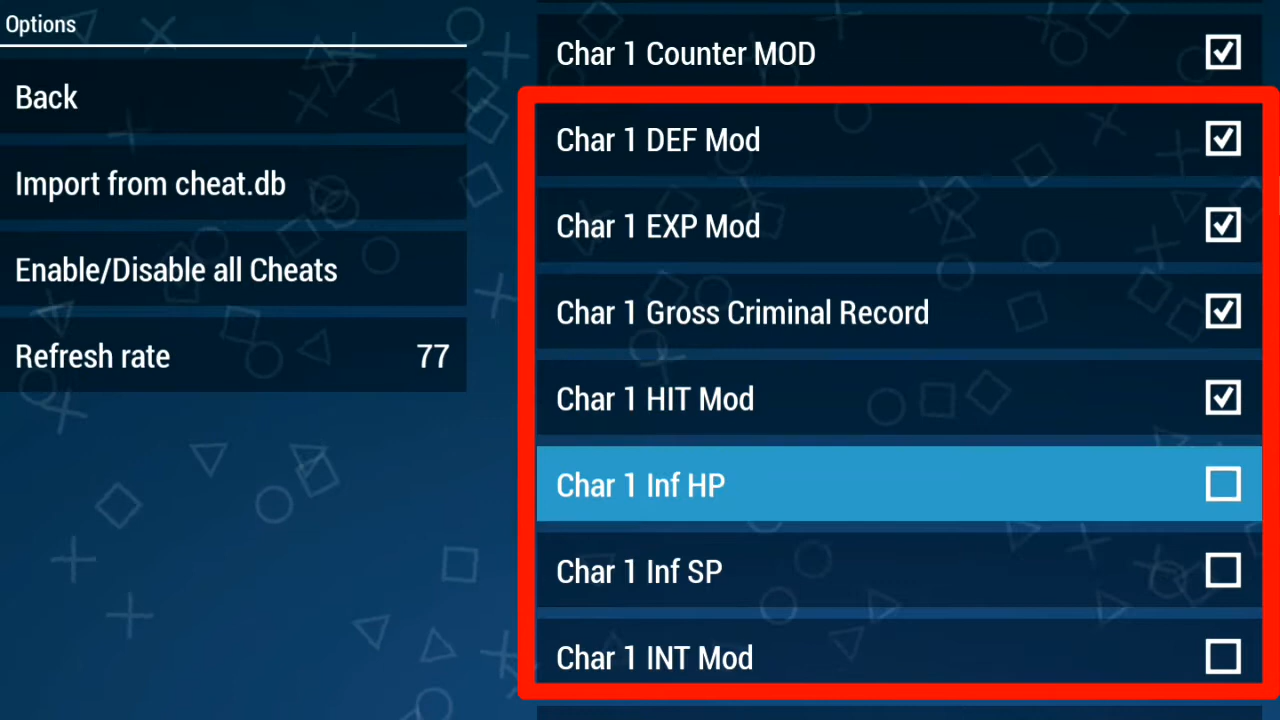 Options
Back
Import from cheat.db
Enable/Disable all Cheats
Refresh rate 77
Char 1 Counter MOD
Char 1 DEF Mod
Char 1 EXP Mod
Char 1 Gross Criminal Record
Char 1 HIT Mod
Char 1 Inf HP
Char 1 Inf SP
Char 1 INT Mod